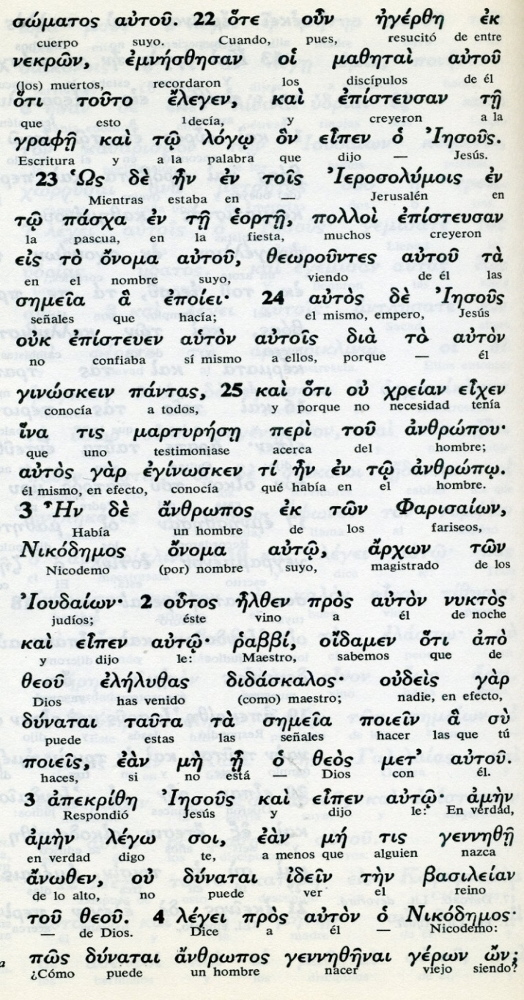 σώματος αὐτοῦ. 22 ὅτε οὖν ἠγέρθη ἐκ
cuerpo suyo. Cuando, pues, resucitó de entre
νεκρῶν, ἐμνήσθησαν οἱ μαθηταὶ αὐτοῦ
(los) muertos, recordaron los discípulos de él
ὅτι τοῦτο ἔλεγεν, καὶ ἐπίστευσαν τῇ
que esto 1decía, y creyeron a la
γραφῇ καὶ τῷ λόγῳ ὃν εἶπεν ὁ Ἰησοῦς.
Escritura y a la palabra que dijo — Jesús.
23 Ὡς δὲ ἦν ἐν τοῖς Ἱεροσολύμοις ἐν
Mientras estaba en — Jerusalén en
τῷ πάσχα ἐν τῇ ἑορτῇ, πολλοὶ ἐπίστευσαν
la pascua, en la fiesta, muchos creyeron
εἰς τὸ ὄνομα αὐτοῦ, θεωροῦντες αὐτοῦ τὰ
en el nombre suyo, viendo de él las
σημεῖα ἃ ἐποίει· 24 αὐτὸς δὲ Ἰησοῦς
señales que hacía; el mismo, empero, Jesús
οὐκ ἐπίστευεν αὑτὸν αὐτοῖς διὰ τὸ αὐτὸν
no confiaba sí mismo a ellos, porque — él
γινώσκειν πάντας, 25 καὶ ὅτι οὐ χρείαν εἶχεν
conocía a todos, y porque no necesidad tenía
ἵνα τις μαρτυρήσῃ περὶ τοῦ ἀνθρώπου·
que uno testimoniase acerca del hombre;
αὐτὸς γὰρ ἐγίνωσκεν τί ἦν ἐν τῷ ἀνθρώπῳ.
él mismo, en efecto, conocía qué había en el hombre.
3 Ἦν δὲ ἄνθρωπος ἐκ τῶν Φαρισαίων,
Había un hombre de los fariseos,
Νικόδημος ὄνομα αὐτῷ, ἄρχων τῶν
Nicodemo (por) nombre suyo, magistrado de los
Ἰουδαίων· 2 οὗτος ἦλθεν πρὸς αὐτὸν νυκτὸς
judíos; éste vino a él de noche
καὶ εἶπεν αὐτῷ· ῥαββί, οἴδαμεν ὅτι ἀπὸ
y dijo le: Maestro, sabemos que de
θεοῦ ἐλήλυθας διδάσκαλος· οὐδεὶς γὰρ
Dios has venido (como) maestro; nadie, en efecto,
δύναται ταῦτα τὰ σημεῖα ποιεῖν ἃ σὺ
puede estas las señales hacer las que tú
ποιεῖς, ἐὰν μὴ ᾖ ὁ θεὸς μετ' αὐτοῦ.
haces, si no está — Dios con él.
3 ἀπεκρίθη Ἰησοῦς καὶ εἶπεν αὐτῷ· ἀμὴν
Respondió Jesús y dijo le: En verdad,
ἀμὴν λέγω σοι, ἐὰν μή τις γεννηθῇ
en verdad digo te, a menos que alguien nazca
ἄνωθεν, οὐ δύναται ἰδεῖν τὴν βασιλείαν
de lo alto, no puede ver el reino
τοῦ θεοῦ. 4 λέγει πρὸς αὐτὸν ὁ Νικόδημος·
— de Dios. Dice a él — Nicodemo:
a πῶς δύναται ἄνθρωπος γεννηθῆναι γέρων ὤν;
¿Cómo puede un hombre nacer viejo siendo?